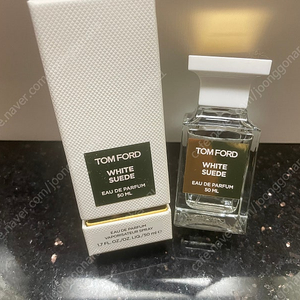 TOM FORD
WHITE
SUEDE
EAU DE PARFUM
50 ML
EAU DE PARFUM
VAPORISATEUR SPRAY
1.7 FL.OZ./OZ.LIQ./50 ml ℮
TOM FORD
WHITE
SUEDE
EAU DE PARFUM
50 ML